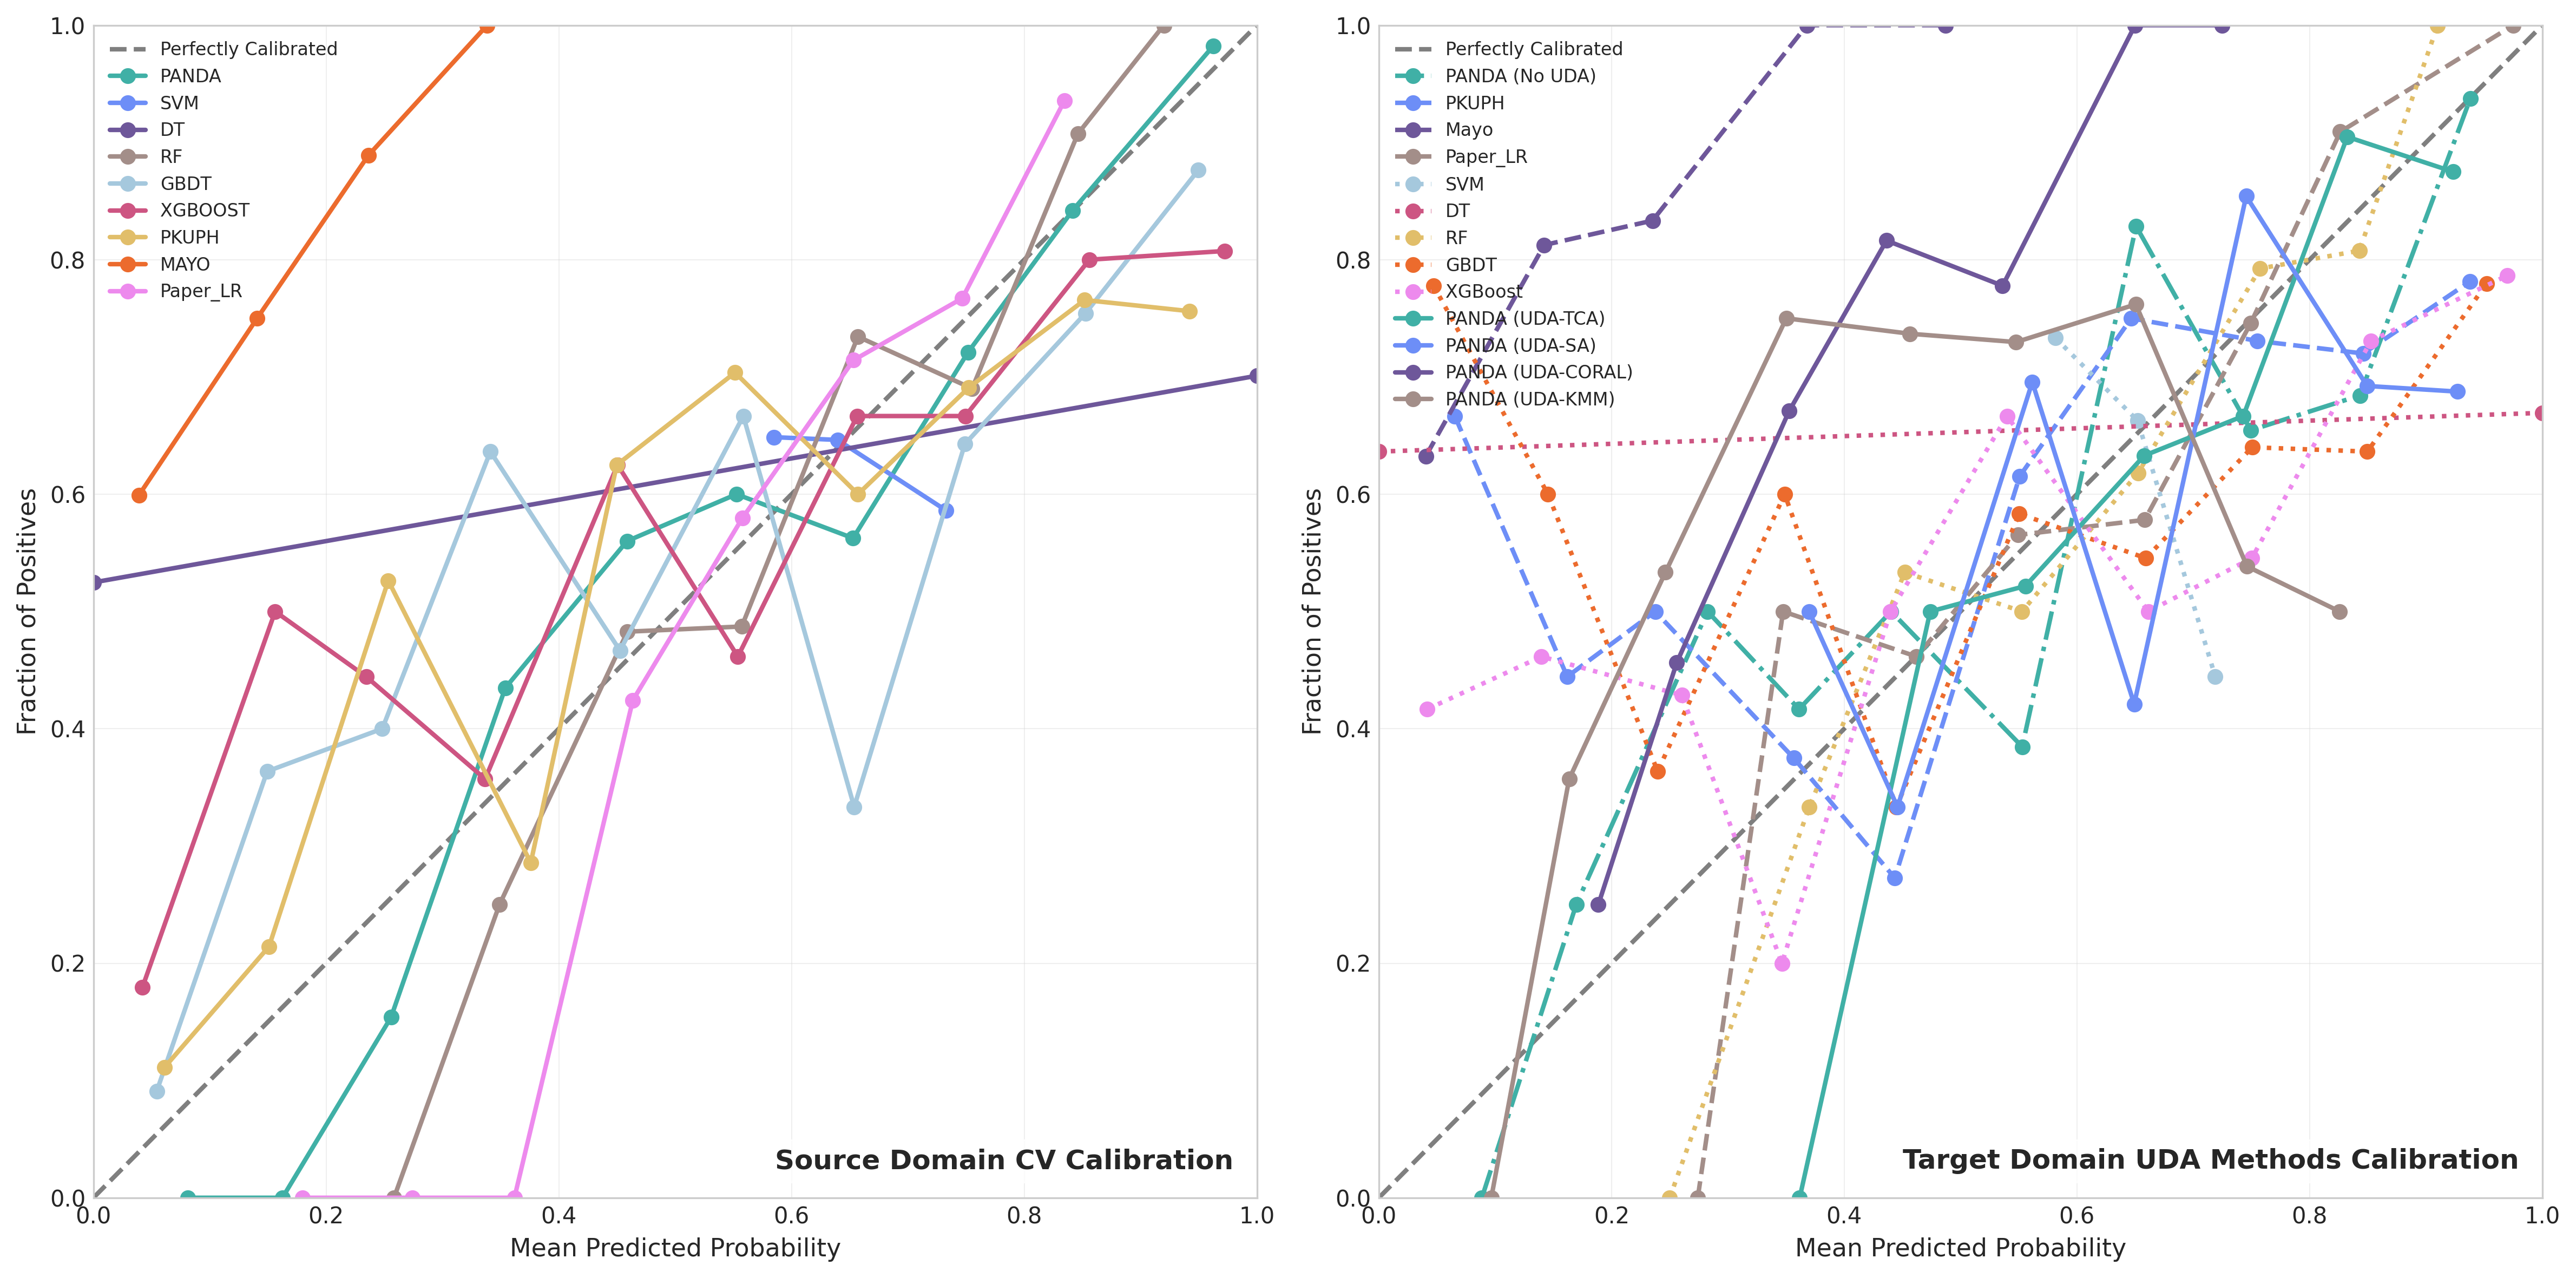 Perfectly Calibrated
PANDA
SVM
DT
RF
GBDT
XGBOOST
PKUPH
MAYO
Paper_LR
Fraction of Positives
1.0
0.8
0.6
0.4
0.2
0.0
0.0 0.2 0.4 0.6 0.8 1.0
Mean Predicted Probability
Source Domain CV Calibration
Perfectly Calibrated
PANDA (No UDA)
PKUPH
Mayo
Paper_LR
SVM
DT
RF
GBDT
XGBoost
PANDA (UDA-TCA)
PANDA (UDA-SA)
PANDA (UDA-CORAL)
PANDA (UDA-KMM)
Fraction of Positives
1.0
0.8
0.6
0.4
0.2
0.0
0.0 0.2 0.4 0.6 0.8 1.0
Mean Predicted Probability
Target Domain UDA Methods Calibration